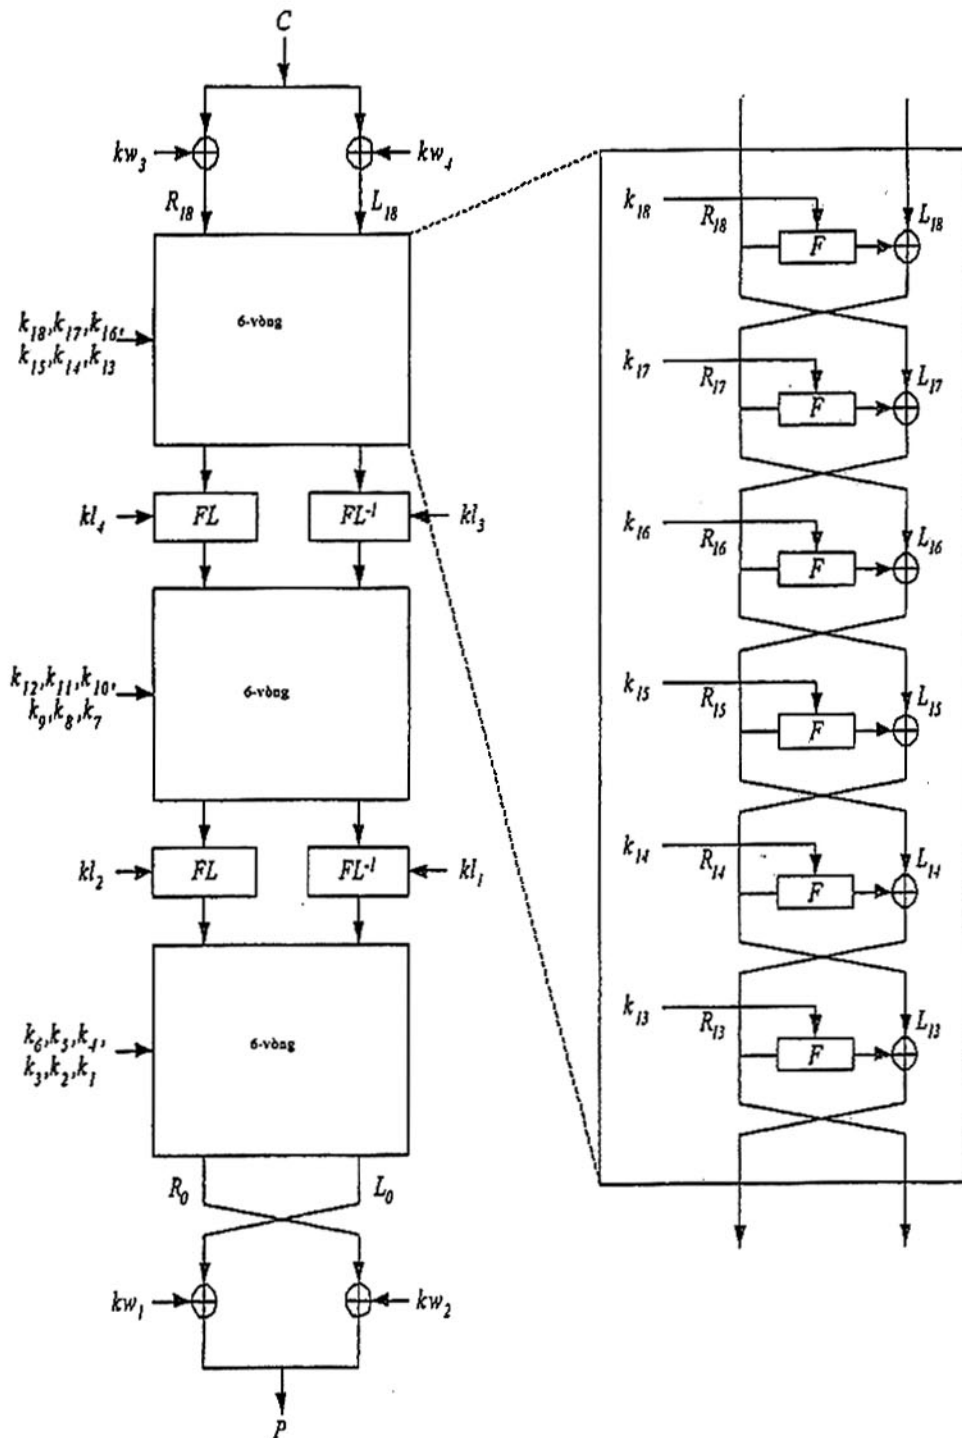 C
kw₃
kw₄
R₁₈
L₁₈
k₁₈,k₁₇,k₁₆,
k₁₅,k₁₄,k₁₃
6-vòng
kl₄
FL
FL⁻¹
kl₃
k₁₂,k₁₁,k₁₀,
k₉,k₈,k₇
6-vòng
kl₂
FL
FL⁻¹
kl₁
k₆,k₅,k₄,
k₃,k₂,k₁
6-vòng
R₀
L₀
kw₁
kw₂
P
k₁₈
R₁₈
L₁₈
F
k₁₇
R₁₇
L₁₇
F
k₁₆
R₁₆
L₁₆
F
k₁₅
R₁₅
L₁₅
F
k₁₄
R₁₄
L₁₄
F
k₁₃
R₁₃
L₁₃
F